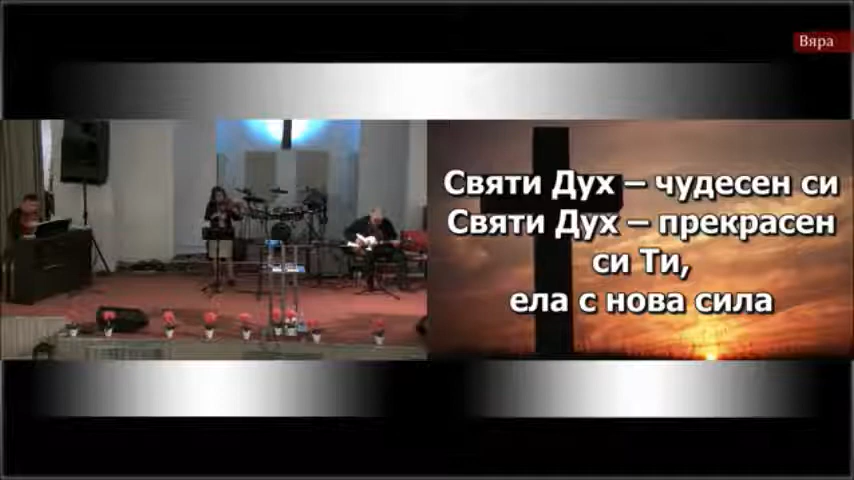 Вяра
Святи Дух – чудесен си
Святи Дух – прекрасен
си Ти,
ела с нова сила